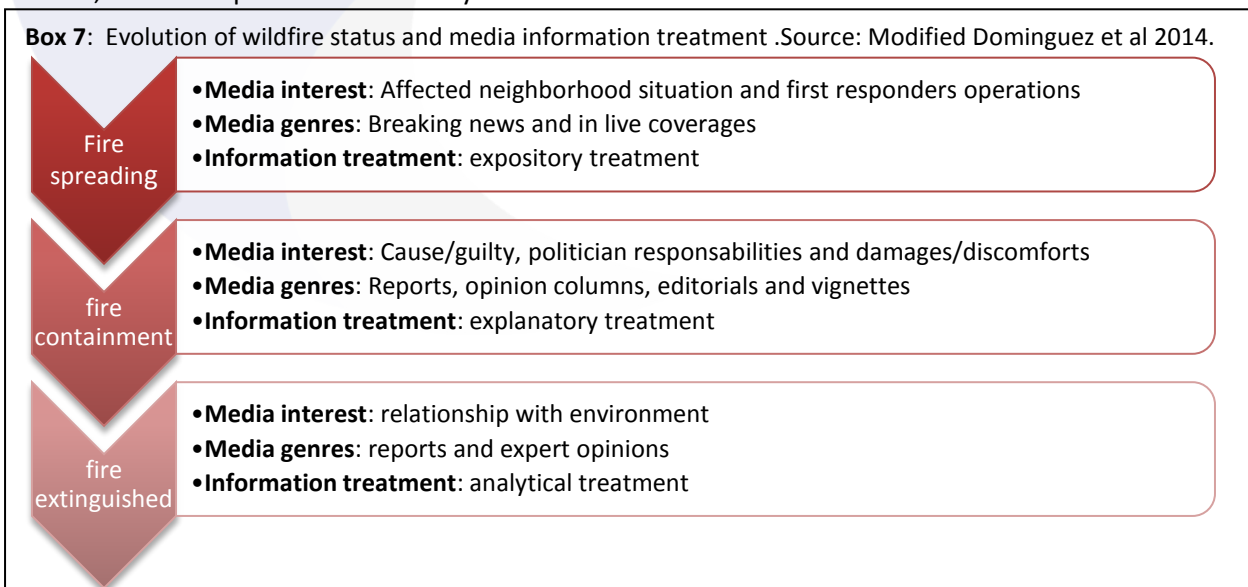 Box 7: Evolution of wildfire status and media information treatment .Source: Modified Dominguez et al 2014.
Fire
spreading
•Media interest: Affected neighborhood situation and first responders operations
•Media genres: Breaking news and in live coverages
•Information treatment: expository treatment
fire
containment
•Media interest: Cause/guilty, politician responsabilities and damages/discomforts
•Media genres: Reports, opinion columns, editorials and vignettes
•Information treatment: explanatory treatment
fire
extinguished
•Media interest: relationship with environment
•Media genres: reports and expert opinions
•Information treatment: analytical treatment